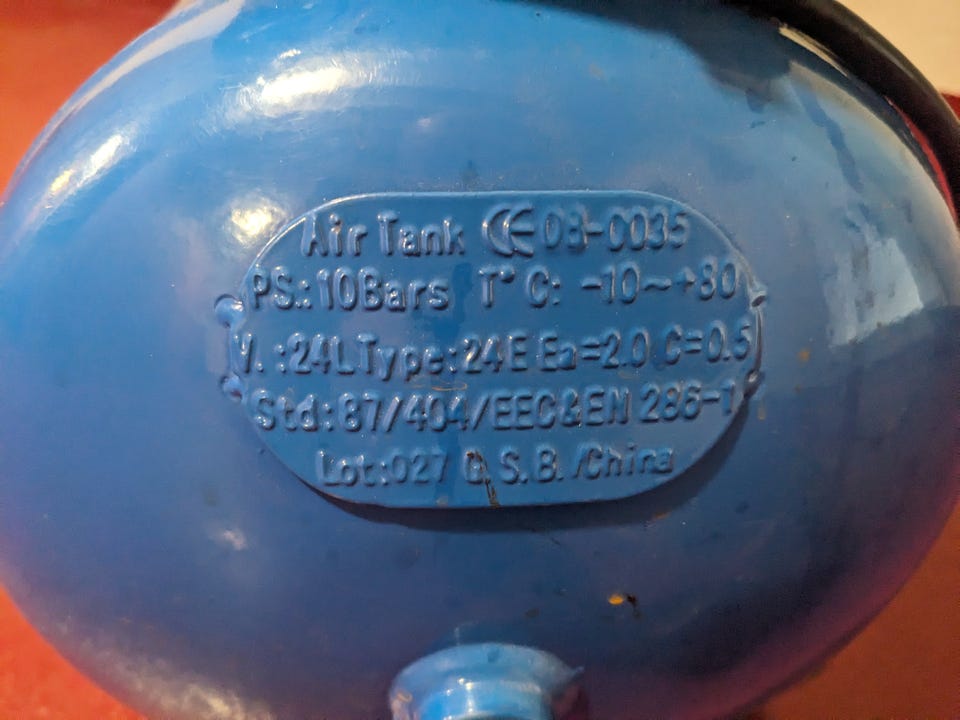 Air Tank CE 08-0035
PS.: 10Bars T°C: -10~+80
V.:24L Type:24E Ea=2.0 C=0.5
Std:87/404/EEC&EN 286-1
Lot:027 G.S.B./China